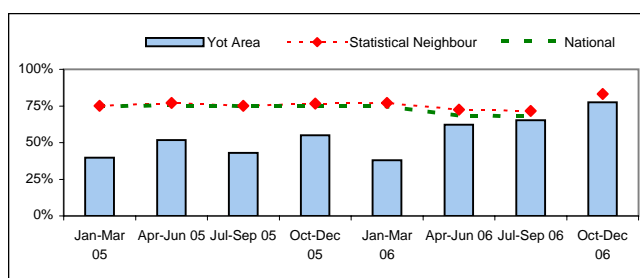 Yot Area Statistical Neighbour National
100%
75%
50%
25%
0%
Jan-Mar Apr-Jun 05 Jul-Sep 05 Oct-Dec Jan-Mar Apr-Jun 06 Jul-Sep 06 Oct-Dec
05 05 06 06